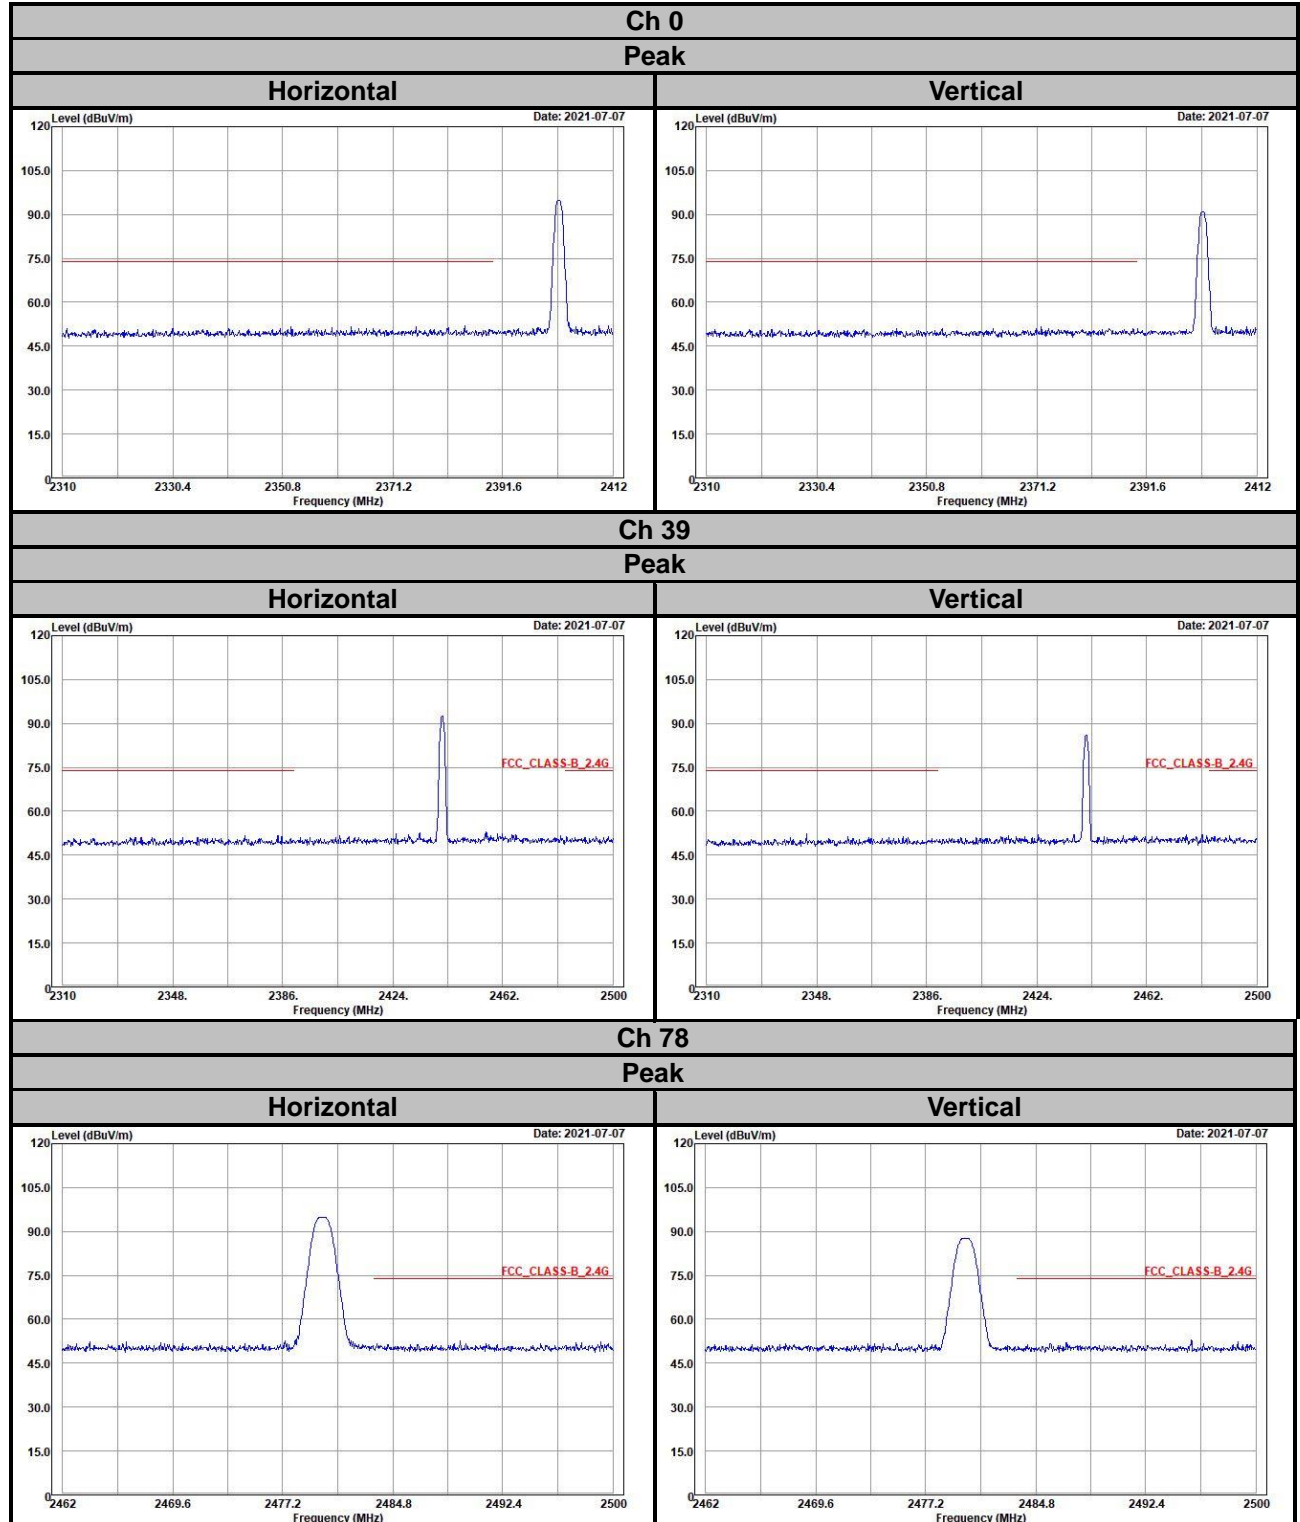 Ch 0
Peak
Horizontal Vertical
Level (dBuV/m) Date: 2021-07-07 Level (dBuV/m) Date: 2021-07-07
120 120
105.0 105.0
90.0 90.0
75.0 75.0
60.0 60.0
45.0 45.0
30.0 30.0
15.0 15.0
0 0
2310 2330.4 2350.8 2371.2 2391.6 2412 2310 2330.4 2350.8 2371.2 2391.6 2412
Frequency (MHz) Frequency (MHz)
Ch 39
Peak
Horizontal Vertical
Level (dBuV/m) Date: 2021-07-07 Level (dBuV/m) Date: 2021-07-07
120 120
105.0 105.0
90.0 90.0
75.0 FCC_CLASS-B_2.4G 75.0 FCC_CLASS-B_2.4G
60.0 60.0
45.0 45.0
30.0 30.0
15.0 15.0
0 0
2310 2348. 2386. 2424. 2462. 2500 2310 2348. 2386. 2424. 2462. 2500
Frequency (MHz) Frequency (MHz)
Ch 78
Peak
Horizontal Vertical
Level (dBuV/m) Date: 2021-07-07 Level (dBuV/m) Date: 2021-07-07
120 120
105.0 105.0
90.0 90.0
75.0 FCC_CLASS-B_2.4G 75.0 FCC_CLASS-B_2.4G
60.0 60.0
45.0 45.0
30.0 30.0
15.0 15.0
0 0
2462 2469.6 2477.2 2484.8 2492.4 2500 2462 2469.6 2477.2 2484.8 2492.4 2500
Frequency (MHz) Frequency (MHz)